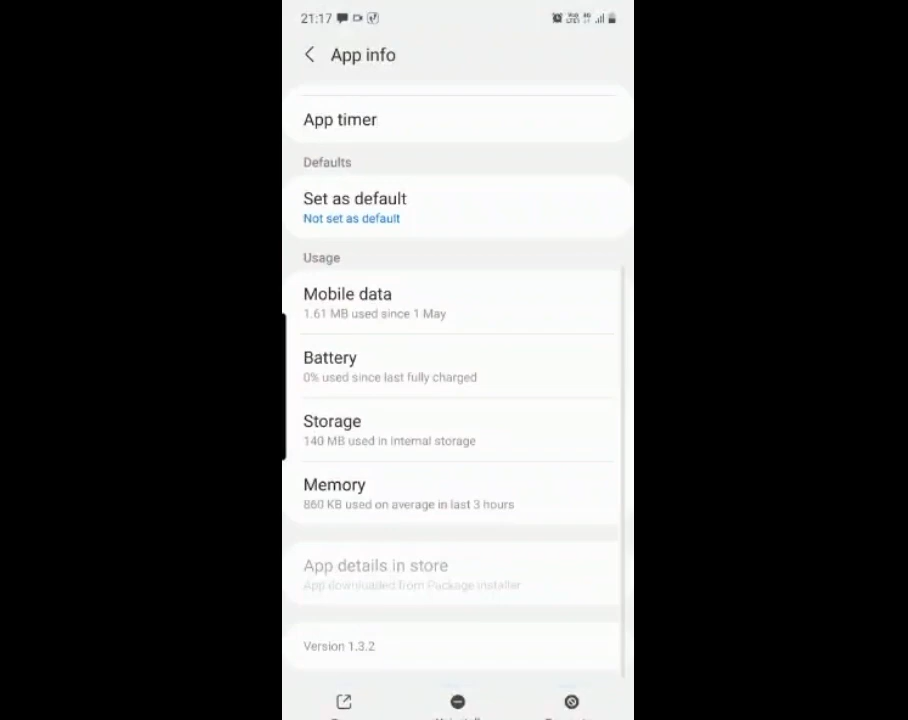 21:17
App info
App timer
Defaults
Set as default
Not set as default
Usage
Mobile data
1.61 MB used since 1 May
Battery
0% used since last fully charged
Storage
140 MB used in internal storage
Memory
860 KB used on average in last 3 hours
App details in store
App downloaded from Package installer
Version 1.3.2